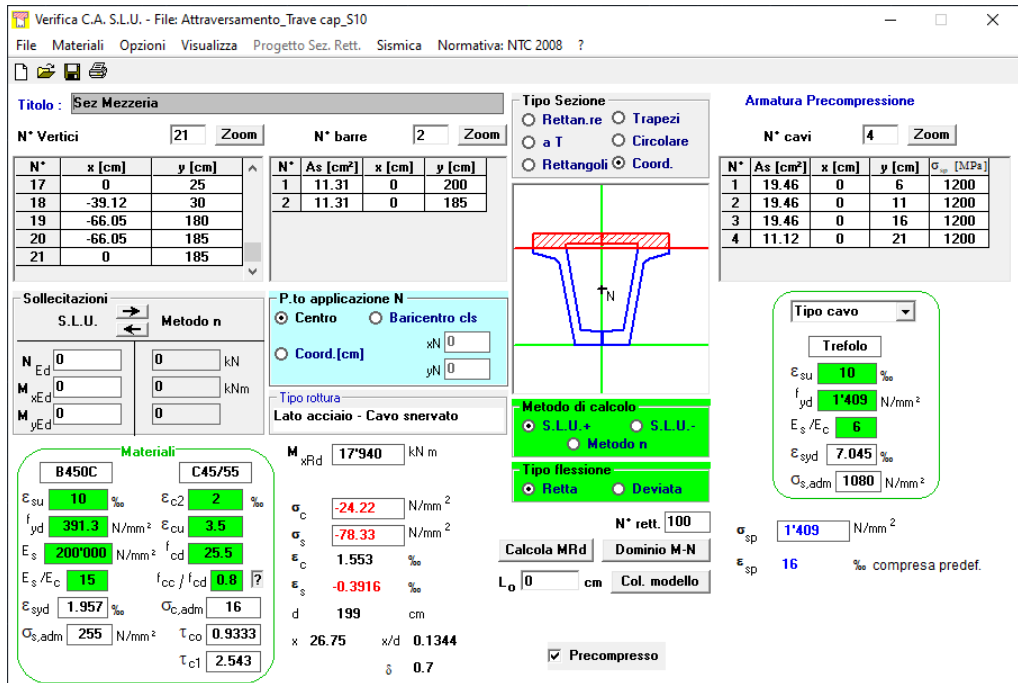 Verifica C.A. S.L.U. - File: Attraversamento_Trave cap_S10
File Materiali Opzioni Visualizza Progetto Sez. Rett. Sismica Normativa: NTC 2008 ?
Titolo : Sez Mezzeria
N° Vertici 21 Zoom
N° barre 2 Zoom
N° x [cm] y [cm]
17 0 25
18 -39.12 30
19 -66.05 180
20 -66.05 185
21 0 185
N° As [cm²] x [cm] y [cm]
1 11.31 0 200
2 11.31 0 185
Tipo Sezione
Rettan.re Trapezi
a T Circolare
Rettangoli Coord.
Armatura Precompressione
N° cavi 4 Zoom
N° As [cm²] x [cm] y [cm] σsp [MPa]
1 19.46 0 6 1200
2 19.46 0 11 1200
3 19.46 0 16 1200
4 11.12 0 21 1200
N
Sollecitazioni
S.L.U. Metodo n
N Ed 0 0 kN
M xEd 0 0 kNm
M yEd 0 0
P.to applicazione N
Centro Baricentro cls
Coord.[cm] xN 0
yN 0
Tipo rottura
Lato acciaio - Cavo snervato
Metodo di calcolo
S.L.U.+ S.L.U.-
Metodo n
Tipo flessione
Retta Deviata
N° rett. 100
Calcola MRd Dominio M-N
L₀ 0 cm Col. modello
Precompresso
Tipo cavo
Trefolo
εsu 10 ‰
fyd 1'409 N/mm²
Es /Ec 6
εsyd 7.045 ‰
σs,adm 1080 N/mm²
σsp 1'409 N/mm²
εsp 16 ‰ compresa predef.
Materiali
B450C C45/55
εsu 10 ‰ εc2 2 ‰
fyd 391.3 N/mm² εcu 3.5
Es 200'000 N/mm² fcd 25.5
Es /Ec 15 fcc / fcd 0.8 ?
εsyd 1.957 ‰ σc,adm 16
σs,adm 255 N/mm² τco 0.9333
τc1 2.543
M xRd 17'940 kN m
σc -24.22 N/mm²
σs -78.33 N/mm²
εc 1.553 ‰
εs -0.3916 ‰
d 199 cm
x 26.75 x/d 0.1344
δ 0.7